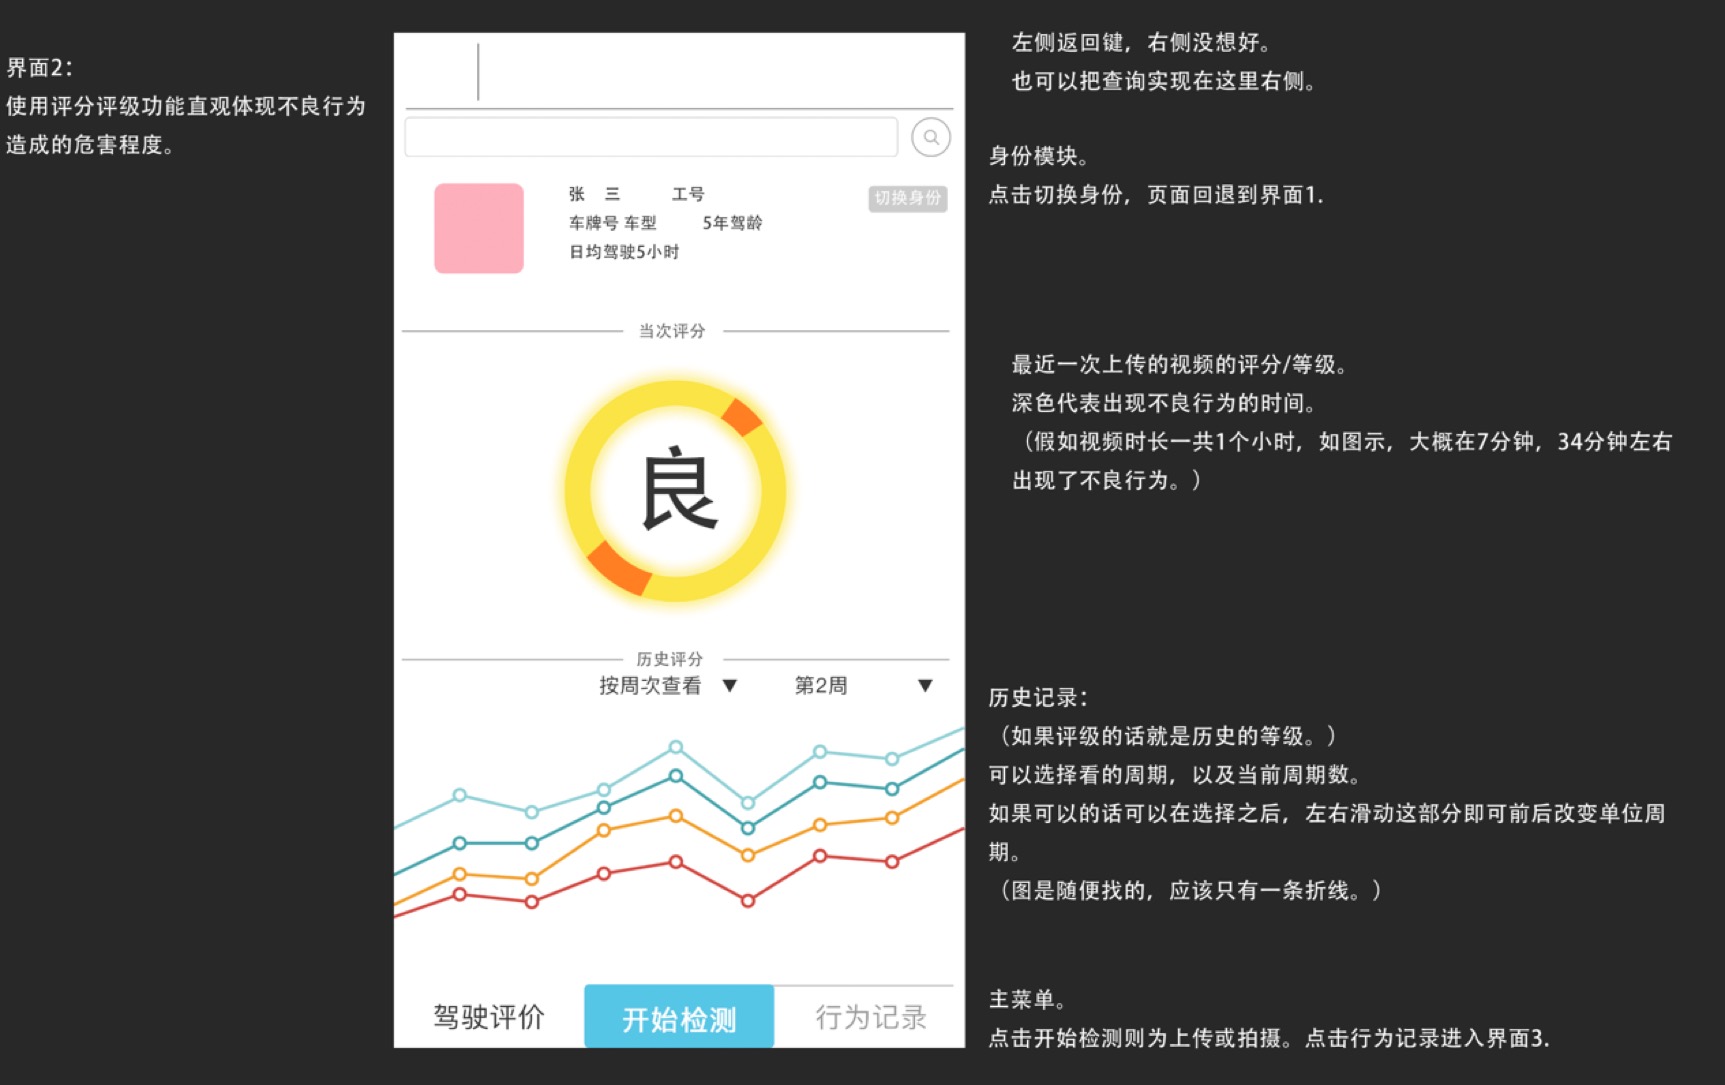 界面2：
使用评分评级功能直观体现不良行为
造成的危害程度。
左侧返回键，右侧没想好。
也可以把查询实现在这里右侧。
身份模块。
点击切换身份，页面回退到界面1.
张 三 工号
切换身份
车牌号 车型 5年驾龄
日均驾驶5小时
当次评分
良
最近一次上传的视频的评分/等级。
深色代表出现不良行为的时间。
（假如视频时长一共1个小时，如图示，大概在7分钟，34分钟左右
出现了不良行为。）
历史评分
按周次查看 ▼ 第2周 ▼
历史记录：
（如果评级的话就是历史的等级。）
可以选择看的周期，以及当前周期数。
如果可以的话可以在选择之后，左右滑动这部分即可前后改变单位周
期。
（图是随便找的，应该只有一条折线。）
驾驶评价 开始检测 行为记录
主菜单。
点击开始检测则为上传或拍摄。点击行为记录进入界面3.